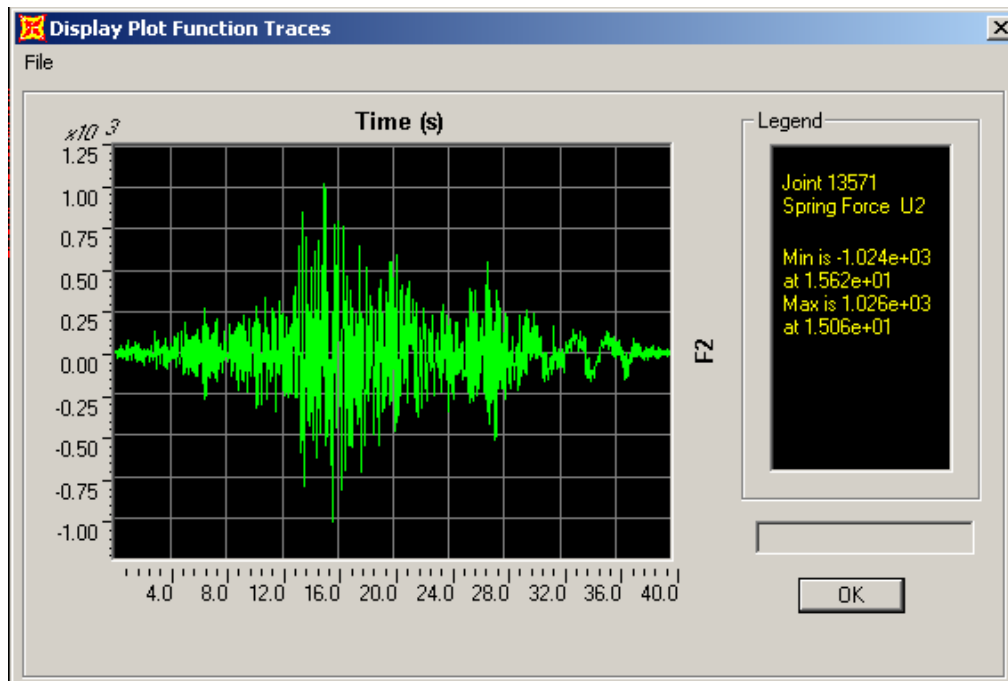 Display Plot Function Traces
File
x10 3
Time (s)
1.25
1.00
0.75
0.50
0.25
0.00
-0.25
-0.50
-0.75
-1.00
4.0 8.0 12.0 16.0 20.0 24.0 28.0 32.0 36.0 40.0
F2
Legend
Joint 13571
Spring Force U2
Min is -1.024e+03
at 1.562e+01
Max is 1.026e+03
at 1.506e+01
OK